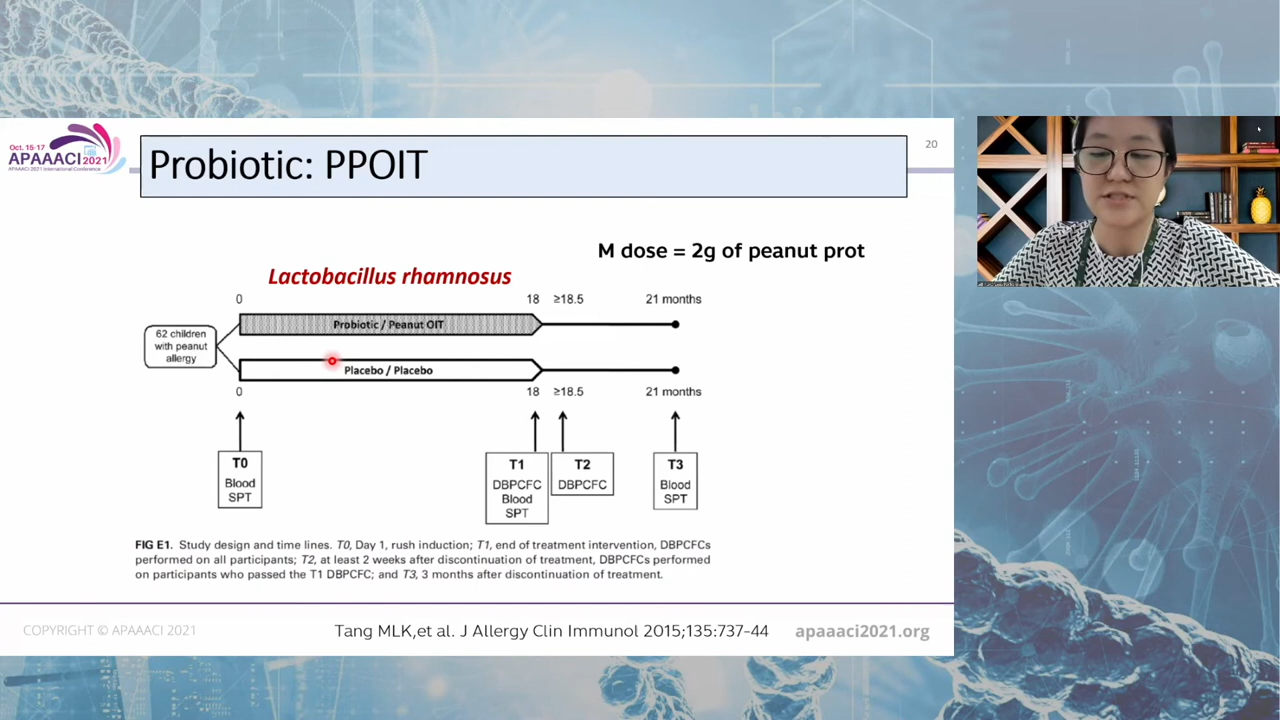 Oct. 15-17
APAAACI 2021
APAAACI 2021 International Conference
Probiotic: PPOIT
20
M dose = 2g of peanut prot
Lactobacillus rhamnosus
0
18
≥18.5
21 months
62 children
with peanut
allergy
Probiotic / Peanut OIT
Placebo / Placebo
0
18
≥18.5
21 months
T0
Blood
SPT
T1
DBPCFC
Blood
SPT
T2
DBPCFC
T3
Blood
SPT
FIG E1. Study design and time lines. T0, Day 1, rush induction; T1, end of treatment intervention, DBPCFCs
performed on all participants; T2, at least 2 weeks after discontinuation of treatment, DBPCFCs performed
on participants who passed the T1 DBPCFC; and T3, 3 months after discontinuation of treatment.
COPYRIGHT © APAAACI 2021
Tang MLK,et al. J Allergy Clin Immunol 2015;135:737-44
apaaaci2021.org